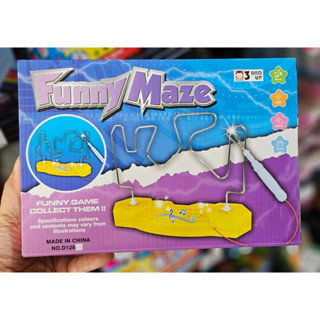 Funny Maze
3 AND UP
FUNNY GAME
COLLECT THEM !!
Specifications colours
and contents may vary from
illustrations
MADE IN CHINA
NO.D126